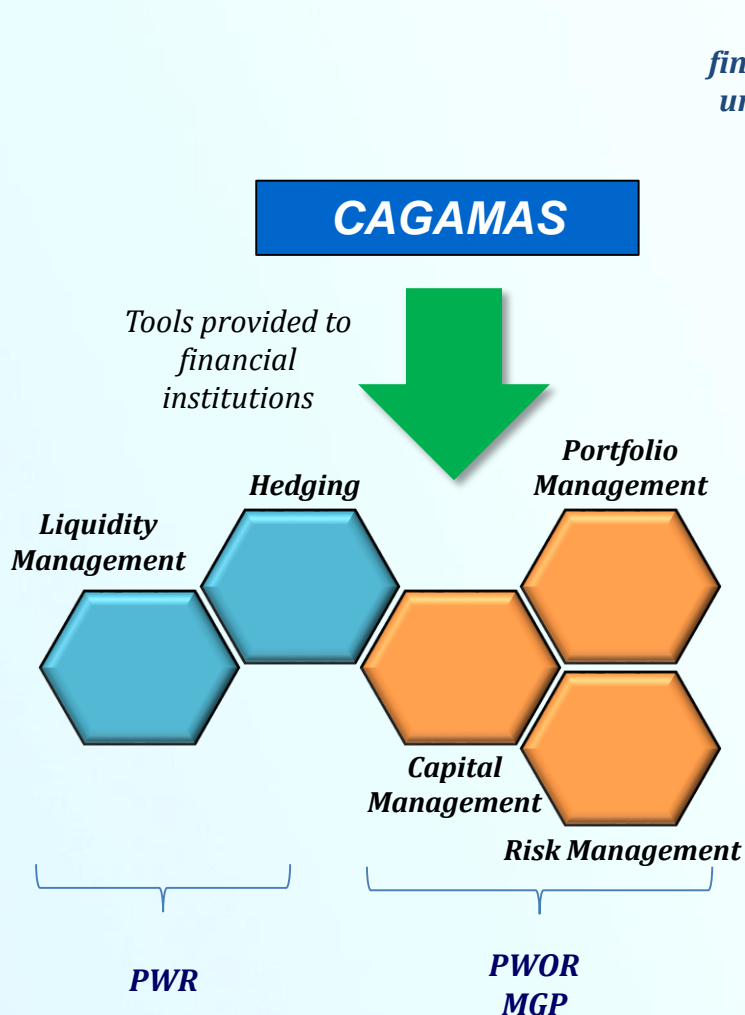 CAGAMAS
Tools provided to
financial
institutions
Portfolio
Management
Hedging
Liquidity
Management
Capital
Management
Risk Management
PWR
PWOR
MGP